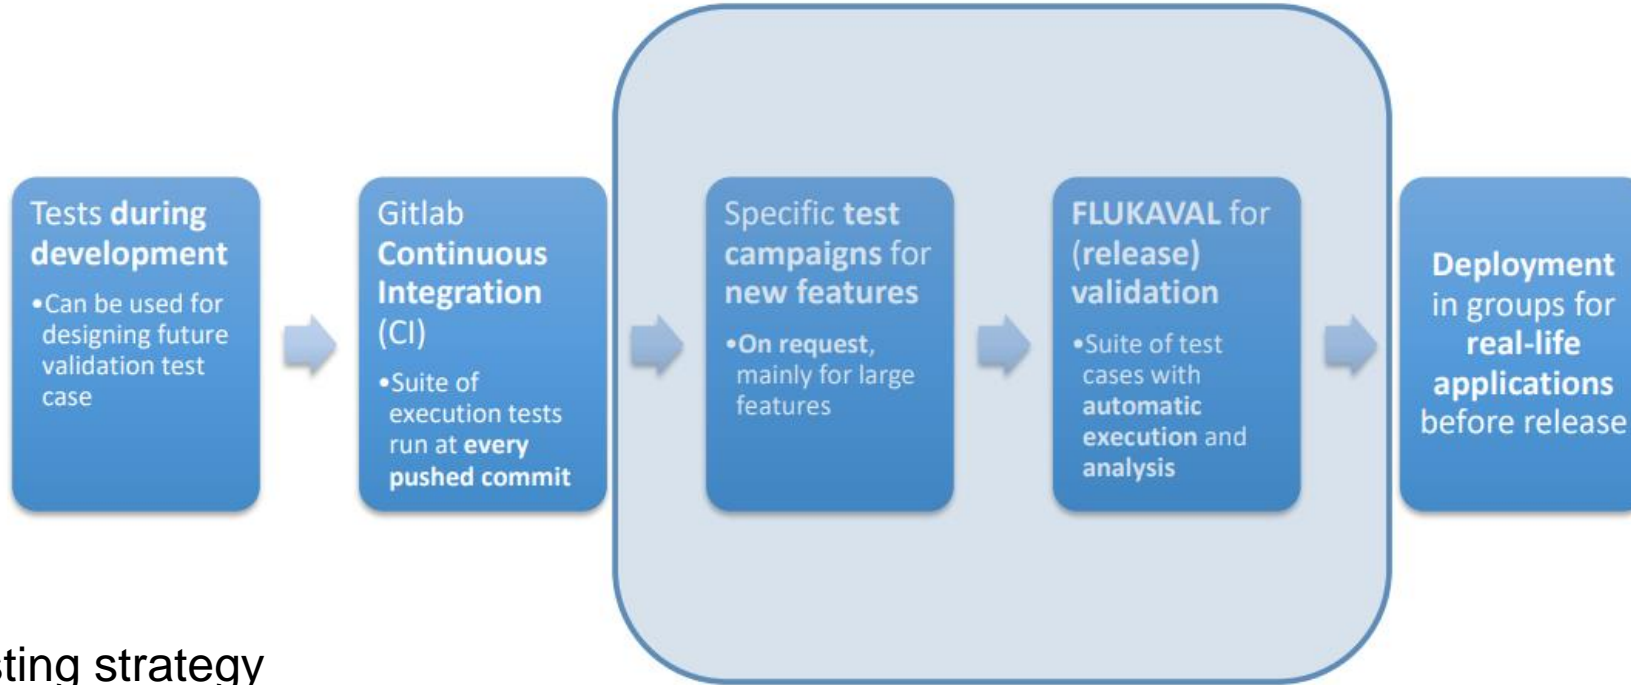 Tests during
development
•Can be used for
designing future
validation test
case
Gitlab
Continuous
Integration
(CI)
•Suite of
execution tests
run at every
pushed commit
Specific test
campaigns for
new features
•On request,
mainly for large
features
FLUKAVAL for
(release)
validation
•Suite of test
cases with
automatic
execution and
analysis
Deployment
in groups for
real-life
applications
before release
strategy